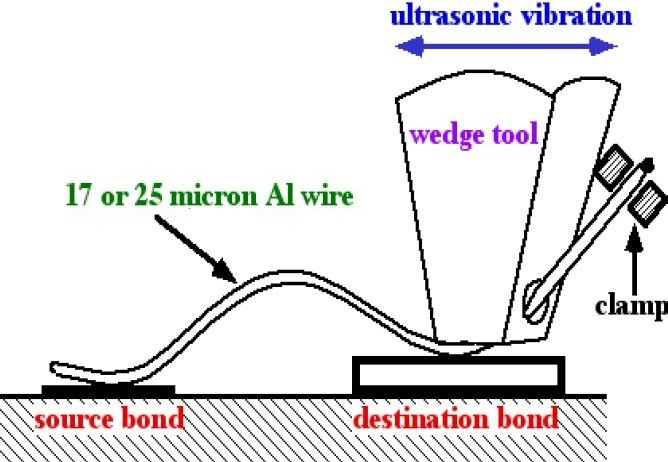 ultrasonic vibration
wedge tool
17 or 25 micron Al wire
clamp
source bond
destination bond